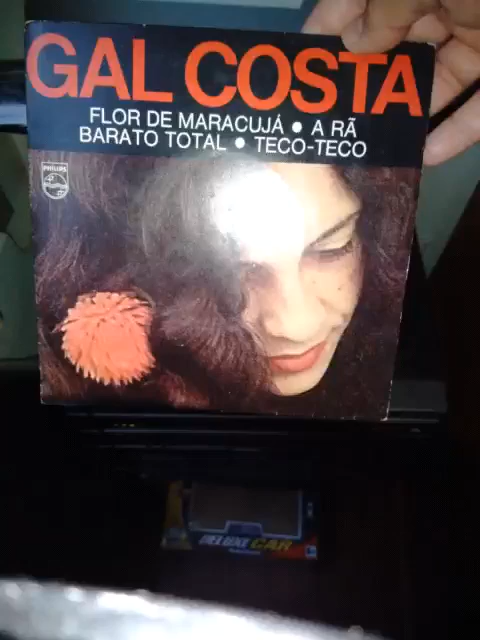 GAL COSTA
FLOR DE MARACUJÁ • A RÃ
BARATO TOTAL • TECO-TECO
PHILIPS
DELUXE CAR